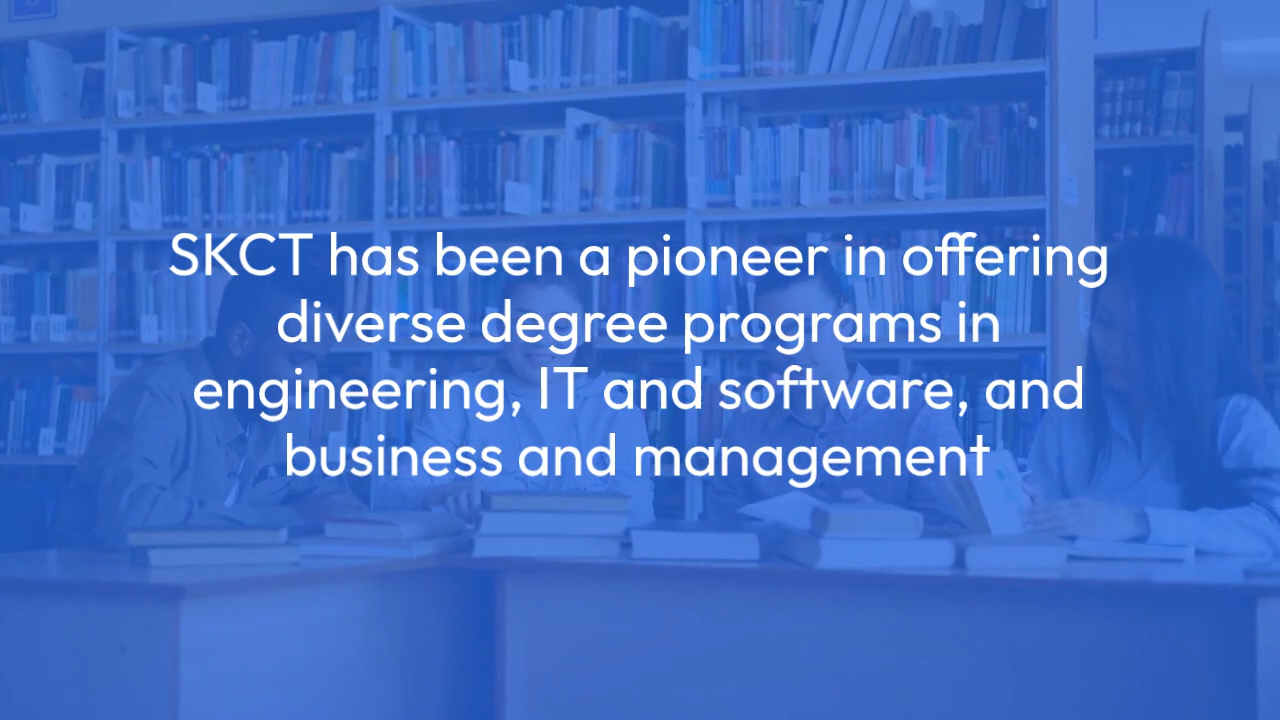 SKCT has been a pioneer in offering
diverse degree programs in
engineering, IT and software, and
business and management